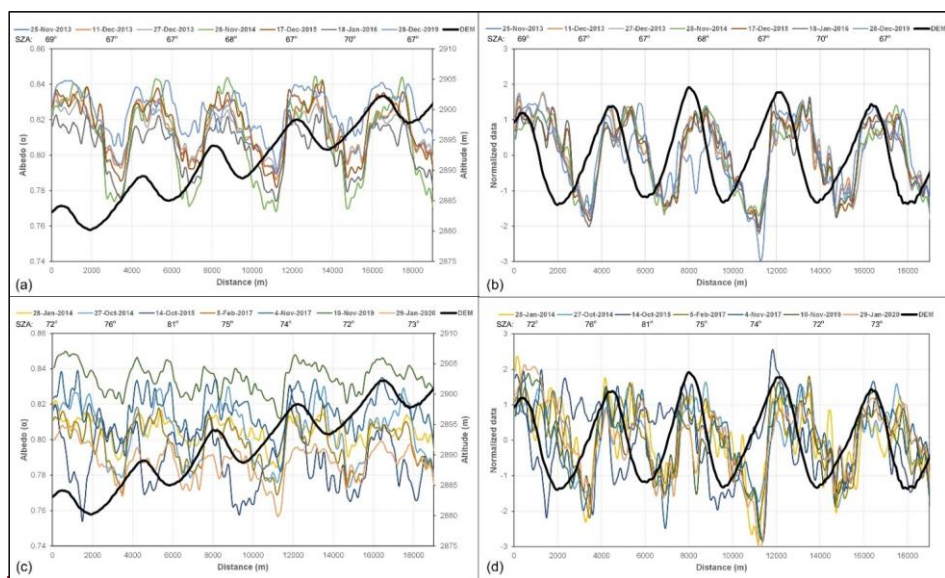 25-Nov-2013 11-Dec-2013 27-Dec-2013 28-Nov-2014 17-Dec-2015 18-Jan-2016 28-Dec-2019 DEM
SZA: 69° 67° 67° 68° 67° 70° 67°
0.86
0.84
0.82
0.80
0.78
0.76
0.74
Albedo (α)
2910
2905
2900
2895
2890
2885
2880
2875
Altitude (m)
0 2000 4000 6000 8000 10000 12000 14000 16000 18000
Distance (m)
(a)
25-Nov-2013 11-Dec-2013 27-Dec-2013 28-Nov-2014 17-Dec-2015 18-Jan-2016 28-Dec-2019 DEM
SZA: 69° 67° 67° 68° 67° 70° 67°
3
2
1
0
-1
-2
-3
Normalized data
0 2000 4000 6000 8000 10000 12000 14000 16000 18000
Distance (m)
(b)
28-Jan-2014 27-Oct-2014 14-Oct-2015 5-Feb-2017 4-Nov-2017 10-Nov-2019 29-Jan-2020 DEM
SZA: 72° 76° 81° 75° 74° 72° 73°
0.86
0.84
0.82
0.80
0.78
0.76
0.74
Albedo (α)
2910
2905
2900
2895
2890
2885
2880
2875
Altitude (m)
0 2000 4000 6000 8000 10000 12000 14000 16000 18000
Distance (m)
(c)
28-Jan-2014 27-Oct-2014 14-Oct-2015 5-Feb-2017 4-Nov-2017 10-Nov-2019 29-Jan-2020 DEM
SZA: 72° 76° 81° 75° 74° 72° 73°
3
2
1
0
-1
-2
-3
Normalized data
0 2000 4000 6000 8000 10000 12000 14000 16000 18000
Distance (m)
(d)